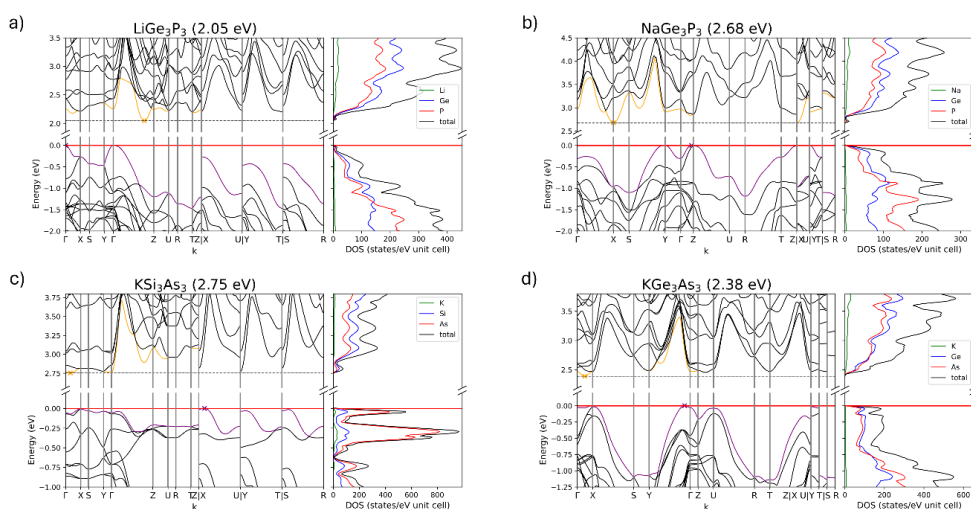 a)
LiGe₃P₃ (2.05 eV)
3.5
3.0
2.5
2.0
0.0
−0.5
−1.0
−1.5
−2.0
Energy (eV)
Γ X S Y Γ Z U R TZ|X U|Y T|S R
k
Li
Ge
P
total
0 100 200 300 400
DOS (states/eV unit cell)
b)
NaGe₃P₃ (2.68 eV)
4.5
4.0
3.5
3.0
2.5
0.0
−0.5
−1.0
−1.5
−2.0
Energy (eV)
Γ X S Y Γ Z U R T Z|XU|YT|S R
k
Na
Ge
P
total
0 100 200 300
DOS (states/eV unit cell)
c)
KSi₃As₃ (2.75 eV)
3.75
3.50
3.25
3.00
2.75
0.00
−0.25
−0.50
−0.75
−1.00
Energy (eV)
Γ X S Y Γ Z U R TZ|X U|Y T|S R
k
K
Si
As
total
0 200 400 600 800
DOS (states/eV unit cell)
d)
KGe₃As₃ (2.38 eV)
3.5
3.0
2.5
0.00
−0.25
−0.50
−0.75
−1.00
−1.25
Energy (eV)
Γ X S Y Γ Z U R T Z|X U|Y T|S R
k
K
Ge
As
total
0 200 400 600
DOS (states/eV unit cell)